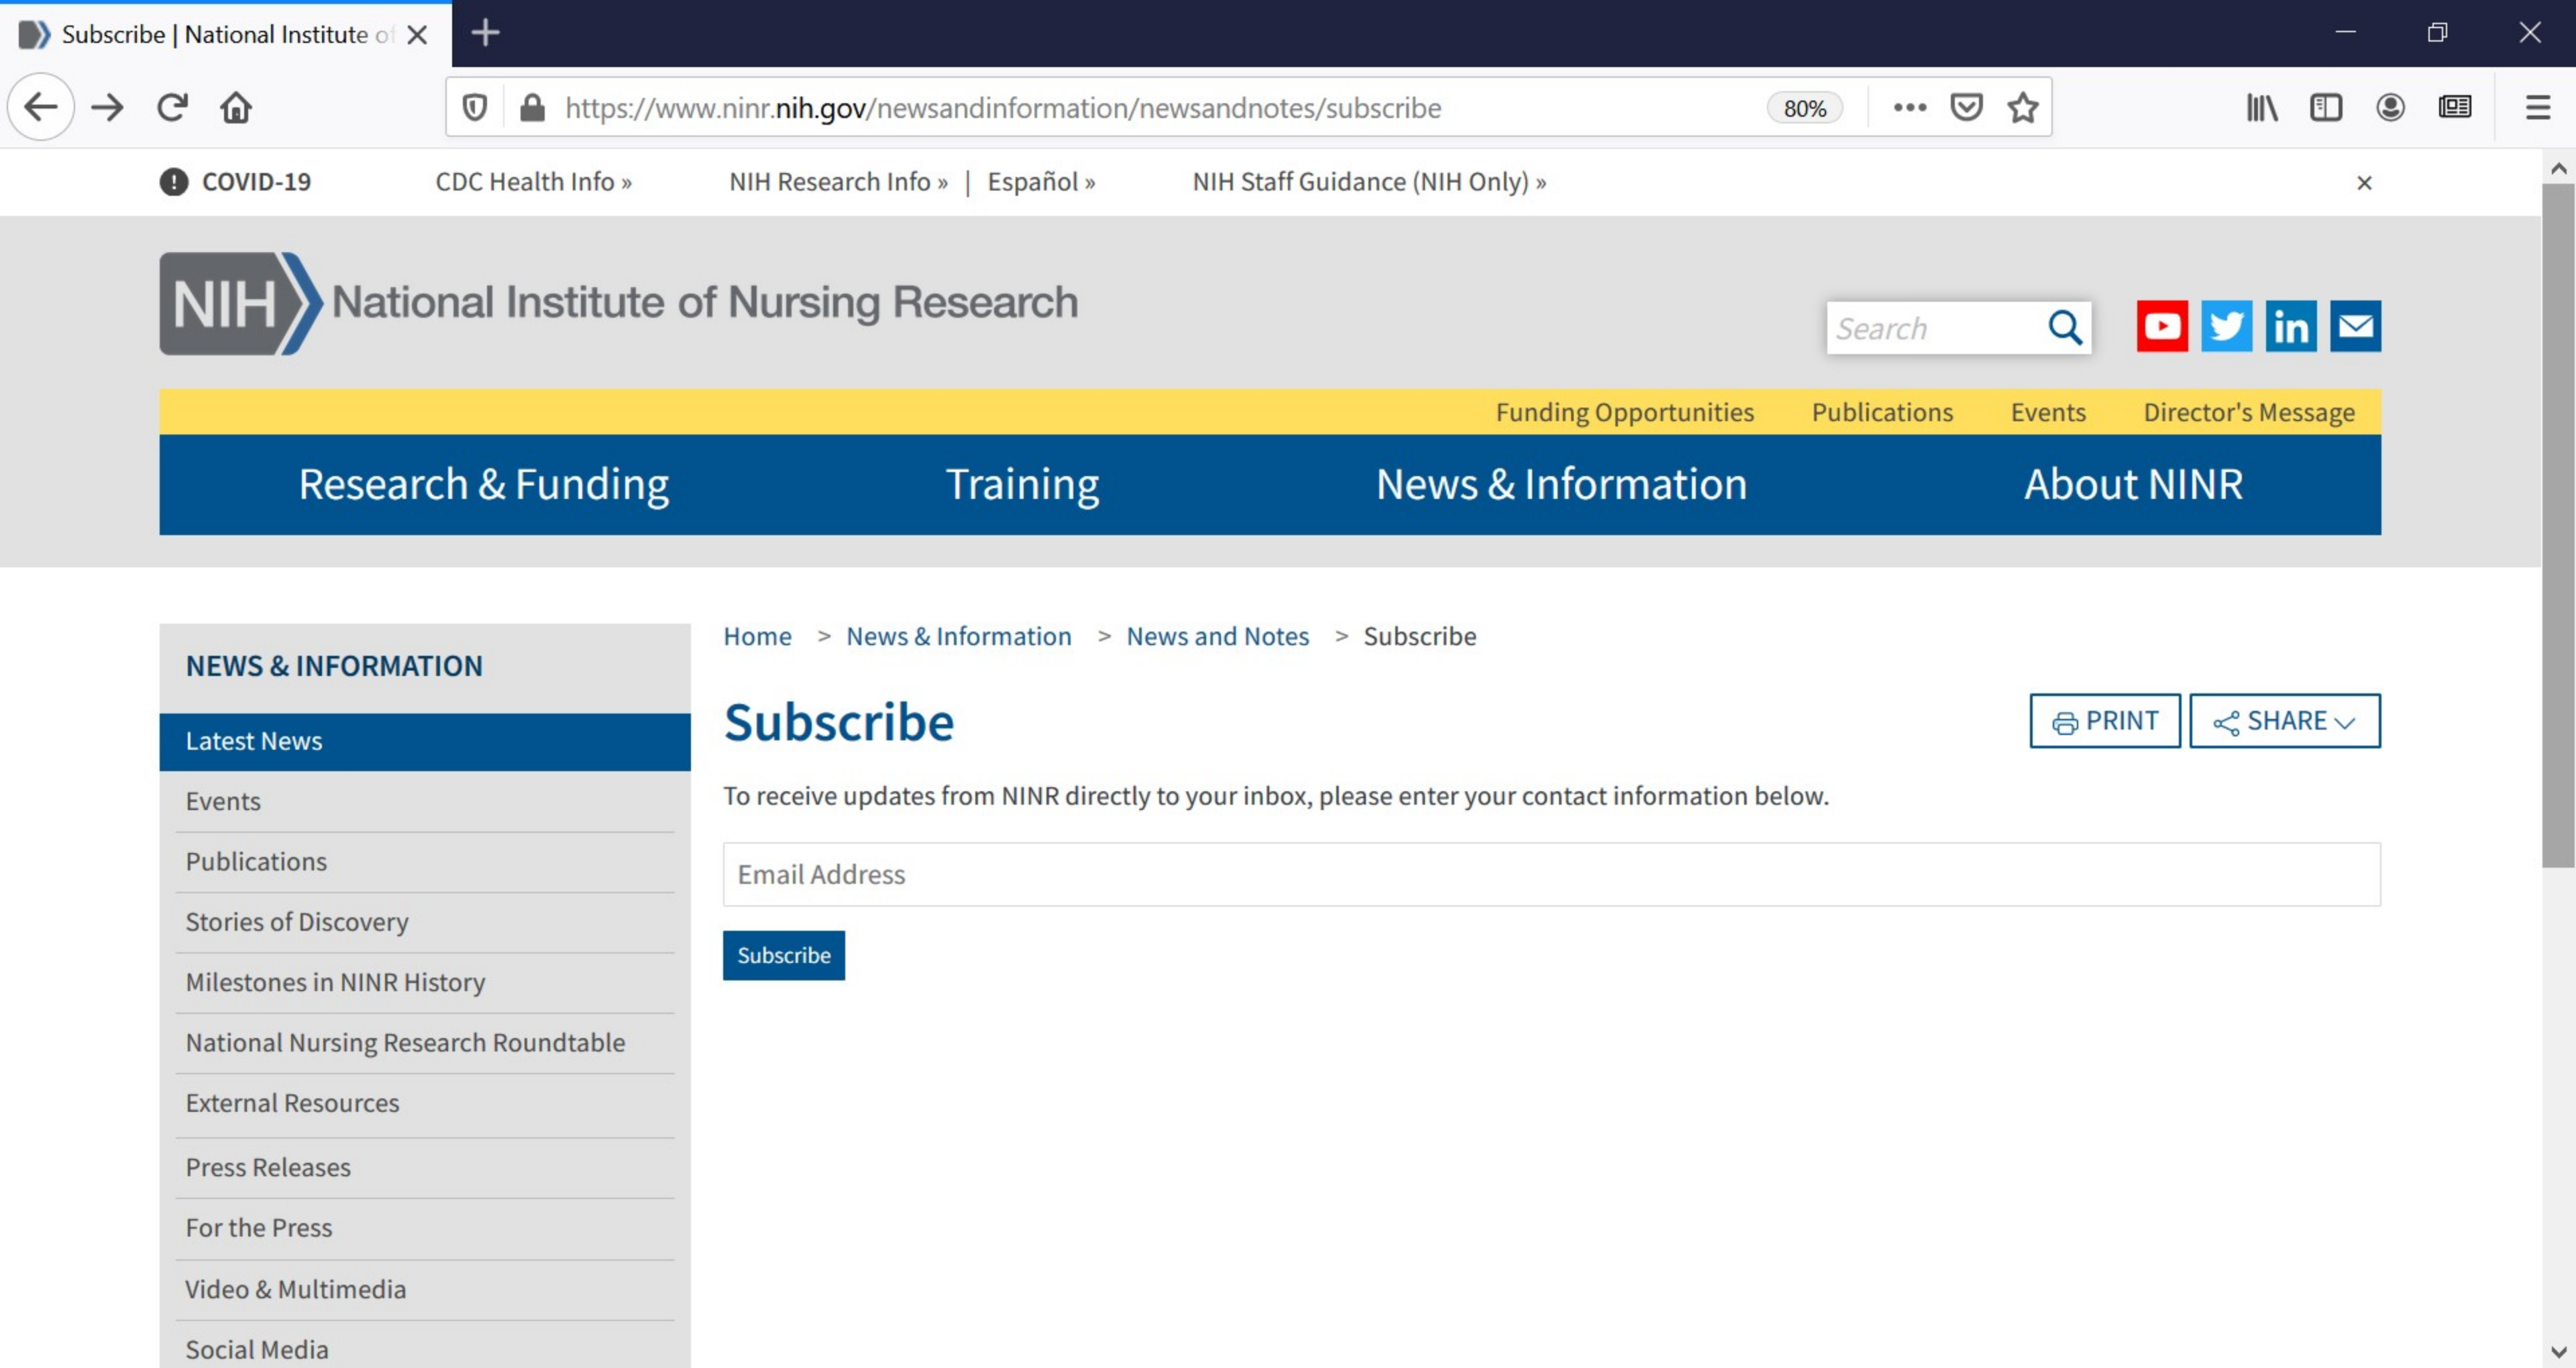 Subscribe | National Institute of
https://www.ninr.nih.gov/newsandinformation/newsandnotes/subscribe
80%
COVID-19
CDC Health Info »
NIH Research Info » | Español »
NIH Staff Guidance (NIH Only) »
NIH National Institute of Nursing Research
Search
in
Funding Opportunities
Publications
Events
Director's Message
Research & Funding
Training
News & Information
About NINR
NEWS & INFORMATION
Latest News
Events
Publications
Stories of Discovery
Milestones in NINR History
National Nursing Research Roundtable
External Resources
Press Releases
For the Press
Video & Multimedia
Social Media
Home > News & Information > News and Notes > Subscribe
Subscribe
PRINT
SHARE
To receive updates from NINR directly to your inbox, please enter your contact information below.
Email Address
Subscribe